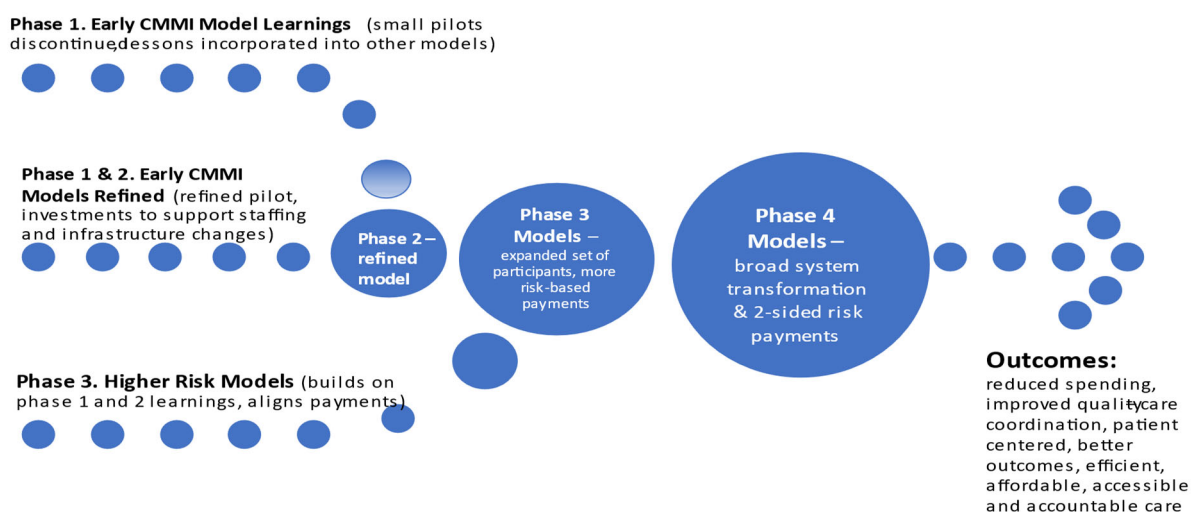 Phase 1. Early CMMI Model Learnings (small pilots
discontinue,dessons incorporated into other models)
Phase 1 & 2. Early CMMI
Models Refined (refined pilot,
investments to support staffing
and infrastructure changes)
Phase 2 –
refined
model
Phase 3
Models –
expanded set of
participants, more
risk-based
payments
Phase 4
Models –
broad system
transformation
& 2-sided risk
payments
Phase 3. Higher Risk Models (builds on
phase 1 and 2 learnings, aligns payments)
Outcomes:
reduced spending,
improved quality-care
coordination, patient
centered, better
outcomes, efficient,
affordable, accessible
and accountable care